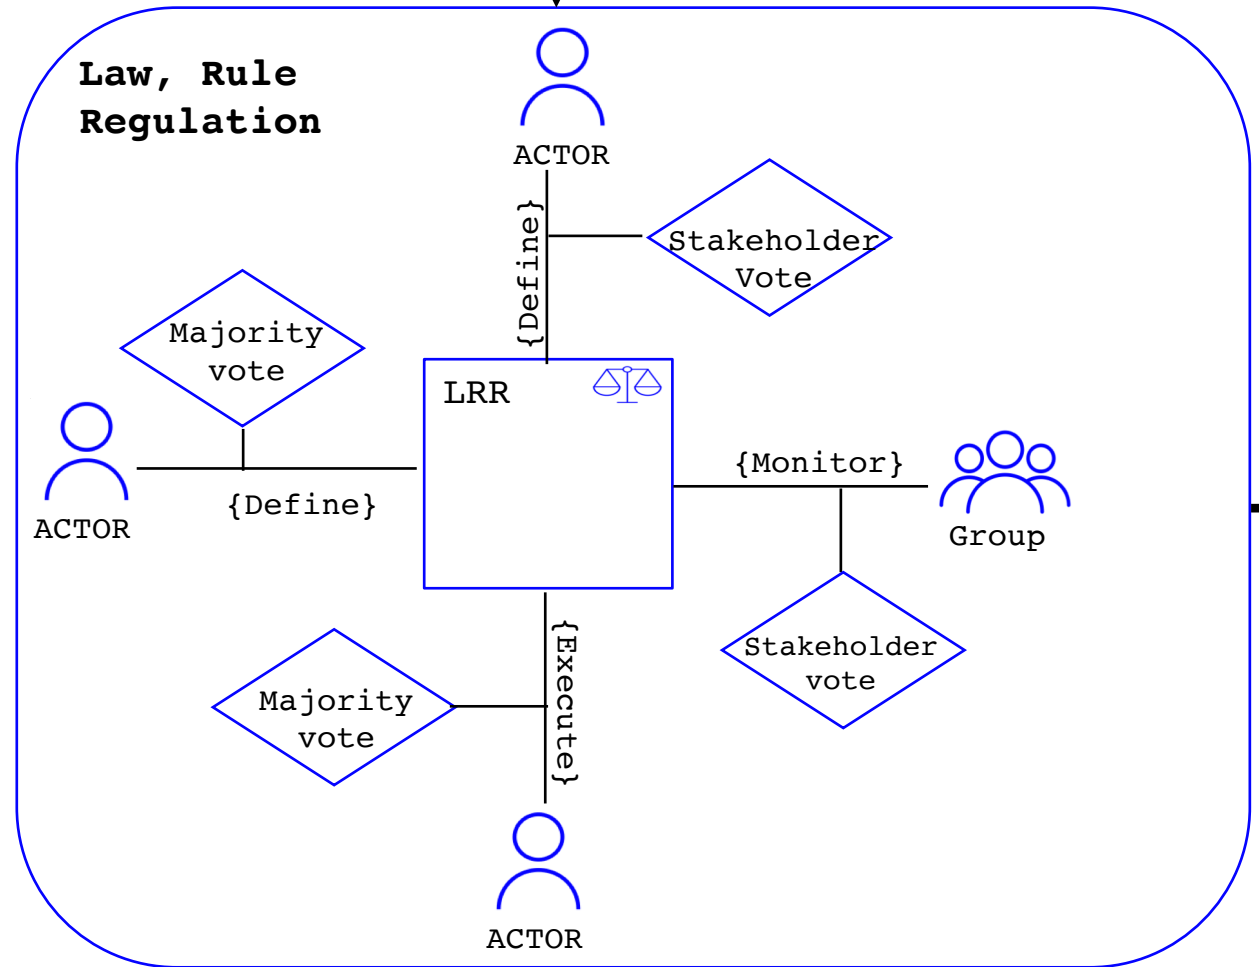 Law, Rule
Regulation
ACTOR
{Define}
Stakeholder
Vote
Majority
vote
LRR
ACTOR
{Define}
{Monitor}
Group
Stakeholder
vote
{Execute}
Majority
vote
ACTOR